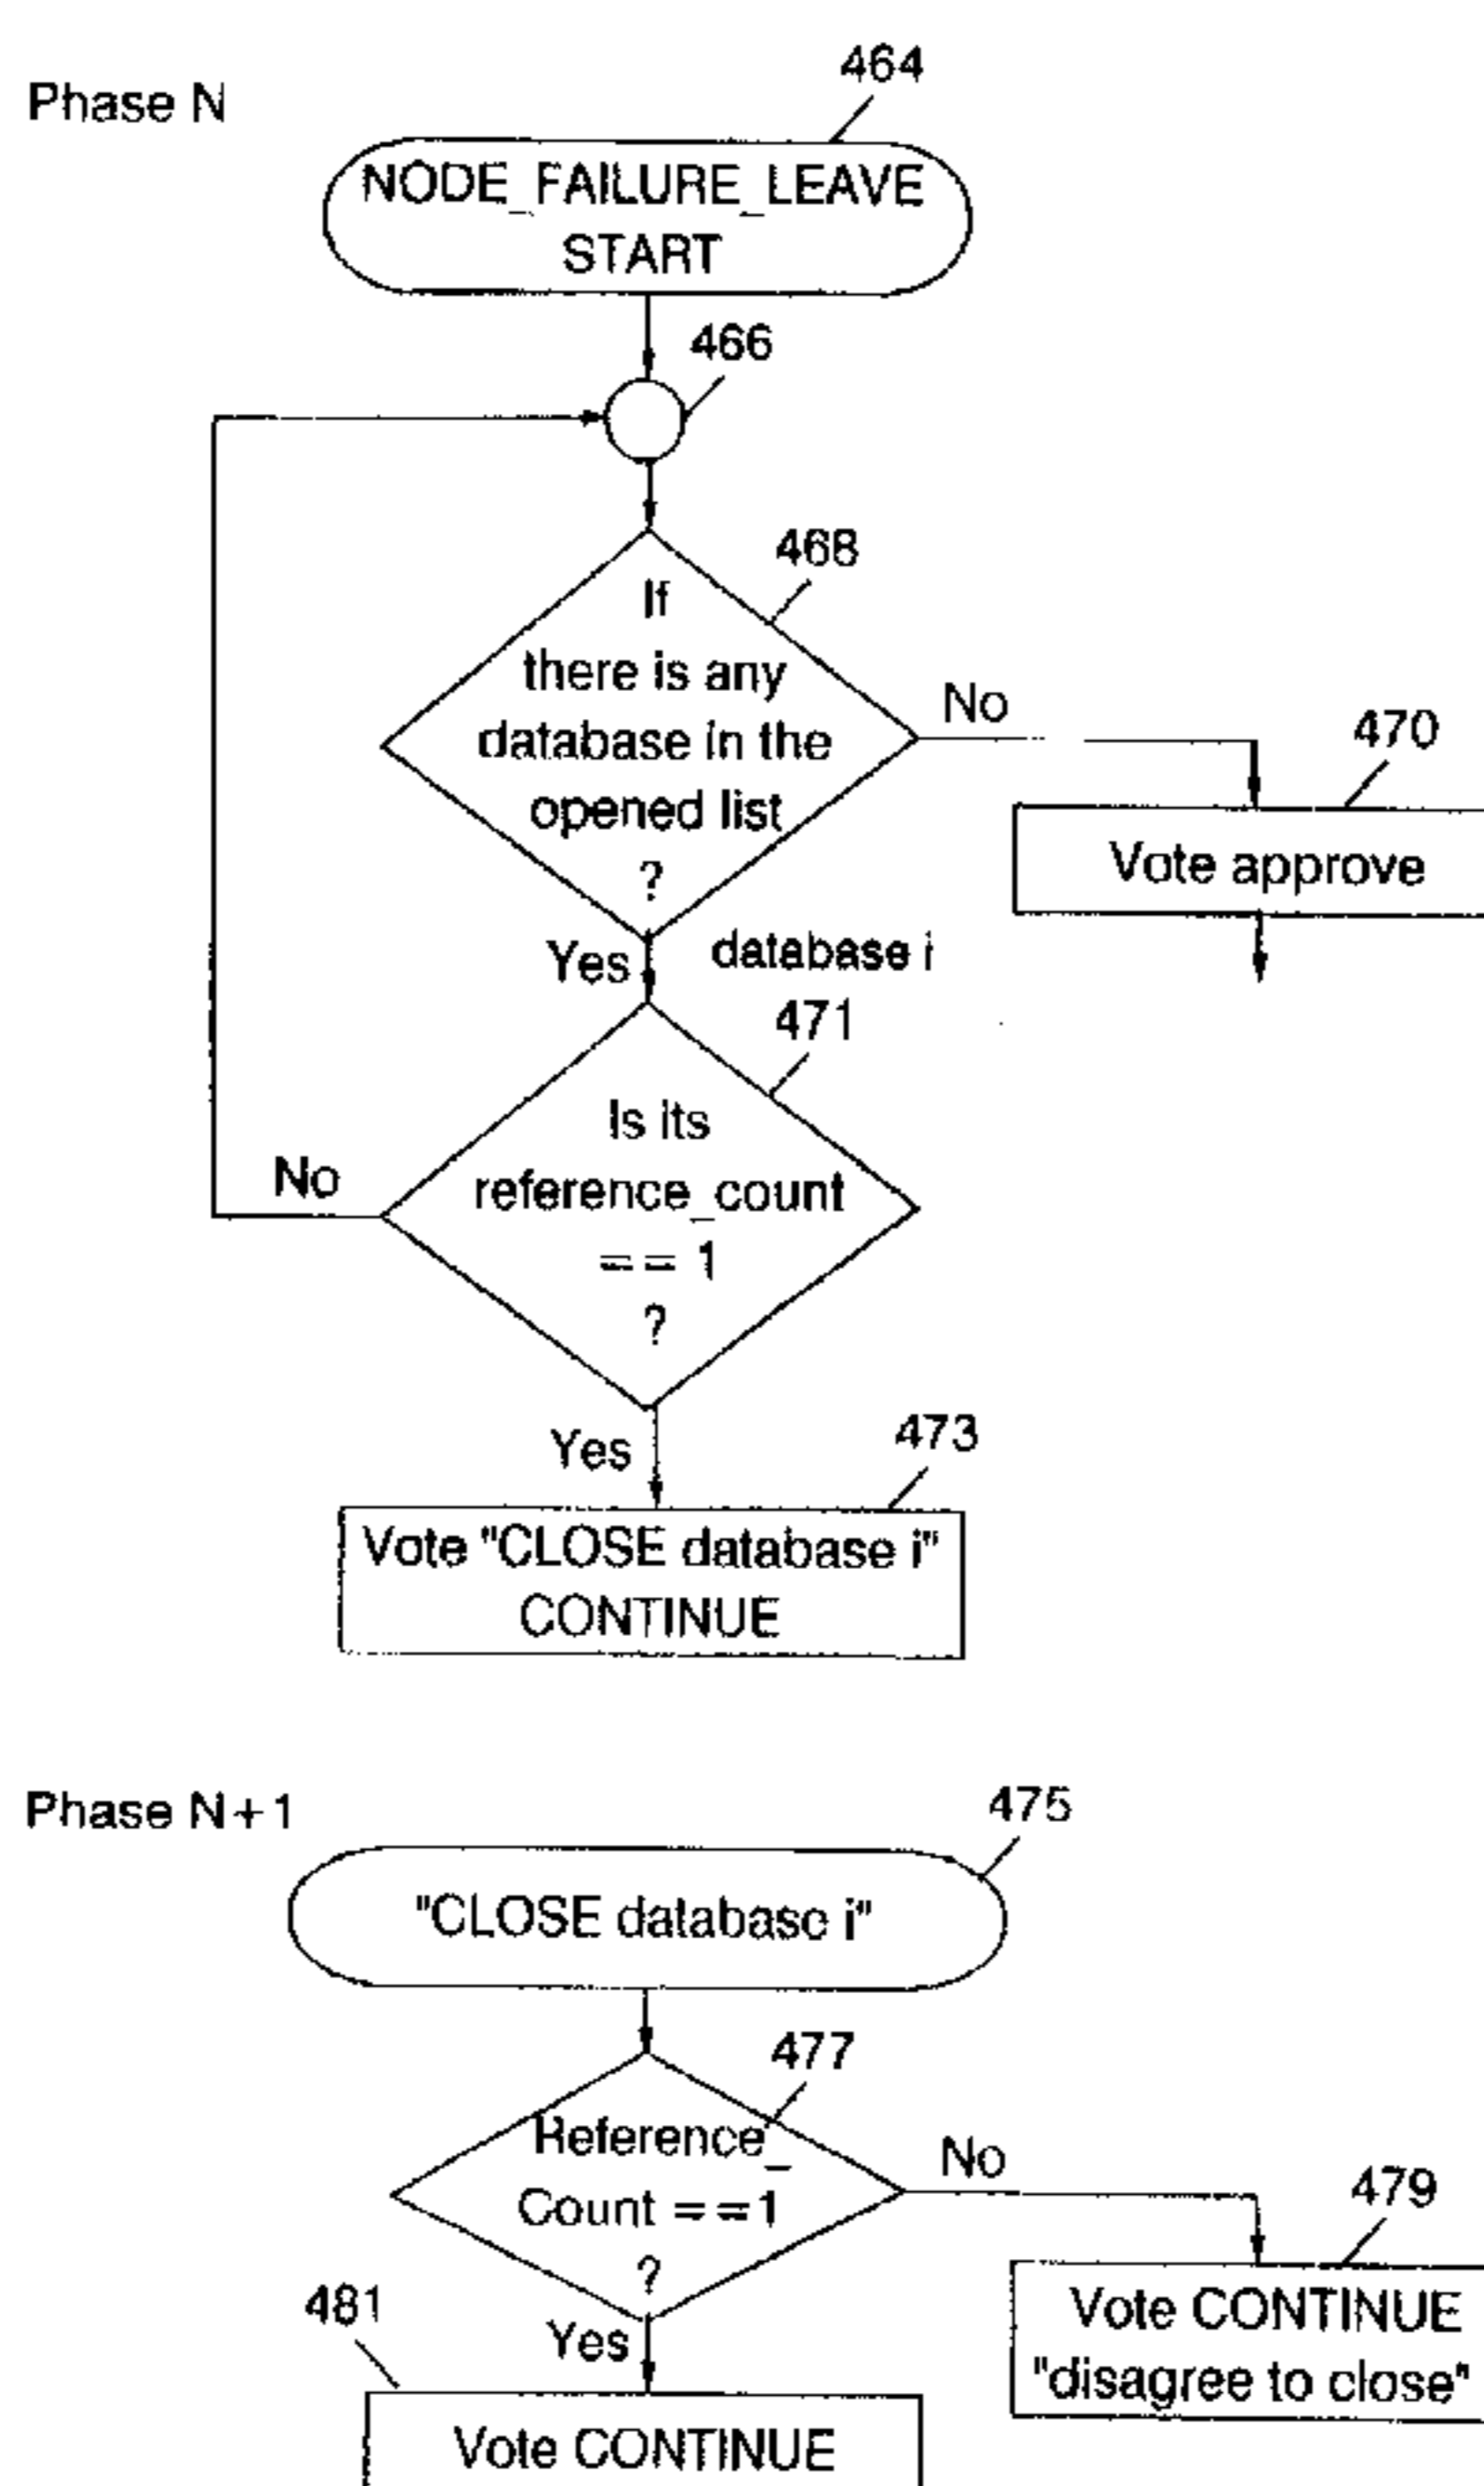 Phase N
464
NODE_FAILURE_LEAVE
START
466
468
If
there is any
database in the
opened list
?
No
470
Vote approve
Yes
database i
471
Is its
reference_count
== 1
?
No
Yes
473
Vote "CLOSE database i"
CONTINUE
Phase N+1
475
"CLOSE database i"
477
Reference_
Count ==1
?
No
479
Vote CONTINUE
"disagree to close"
481
Yes
Vote CONTINUE